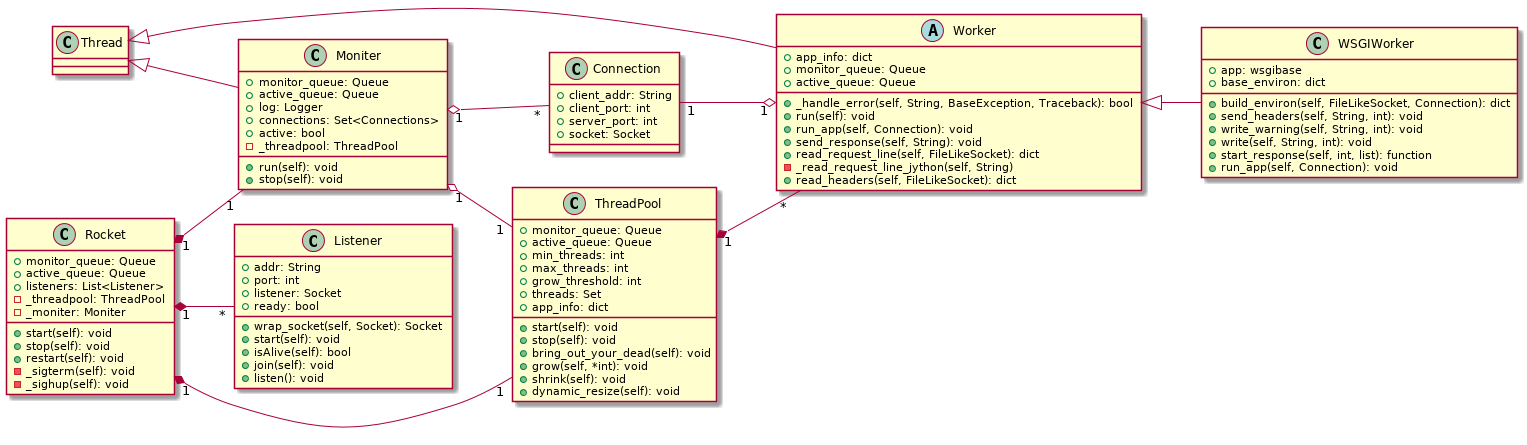 C Thread
C Moniter
monitor_queue: Queue
active_queue: Queue
log: Logger
connections: Set<Connections>
active: bool
_threadpool: ThreadPool
run(self): void
stop(self): void
C Connection
client_addr: String
client_port: int
server_port: int
socket: Socket
A Worker
app_info: dict
monitor_queue: Queue
active_queue: Queue
_handle_error(self, String, BaseException, Traceback): bool
run(self): void
run_app(self, Connection): void
send_response(self, String): void
read_request_line(self, FileLikeSocket): dict
_read_request_line_jython(self, String)
read_headers(self, FileLikeSocket): dict
C WSGIWorker
app: wsgibase
base_environ: dict
build_environ(self, FileLikeSocket, Connection): dict
send_headers(self, String, int): void
write_warning(self, String, int): void
write(self, String, int): void
start_response(self, int, list): function
run_app(self, Connection): void
1
*
1
1
1
1
*
1
C Rocket
monitor_queue: Queue
active_queue: Queue
listeners: List<Listener>
_threadpool: ThreadPool
_moniter: Moniter
start(self): void
stop(self): void
restart(self): void
_sigterm(self): void
_sighup(self): void
1
1
1
*
1
1
C Listener
addr: String
port: int
listener: Socket
ready: bool
wrap_socket(self, Socket): Socket
start(self): void
isAlive(self): bool
join(self): void
listen(): void
C ThreadPool
monitor_queue: Queue
active_queue: Queue
min_threads: int
max_threads: int
grow_threshold: int
threads: Set
app_info: dict
start(self): void
stop(self): void
bring_out_your_dead(self): void
grow(self, *int): void
shrink(self): void
dynamic_resize(self): void